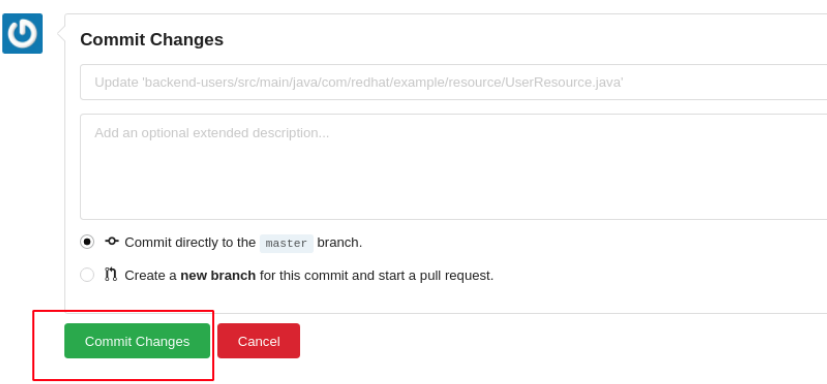 Commit Changes
Update 'backend-users/src/main/java/com/redhat/example/resource/UserResource.java'
Add an optional extended description...
Commit directly to the master branch.
Create a new branch for this commit and start a pull request.
Commit Changes
Cancel